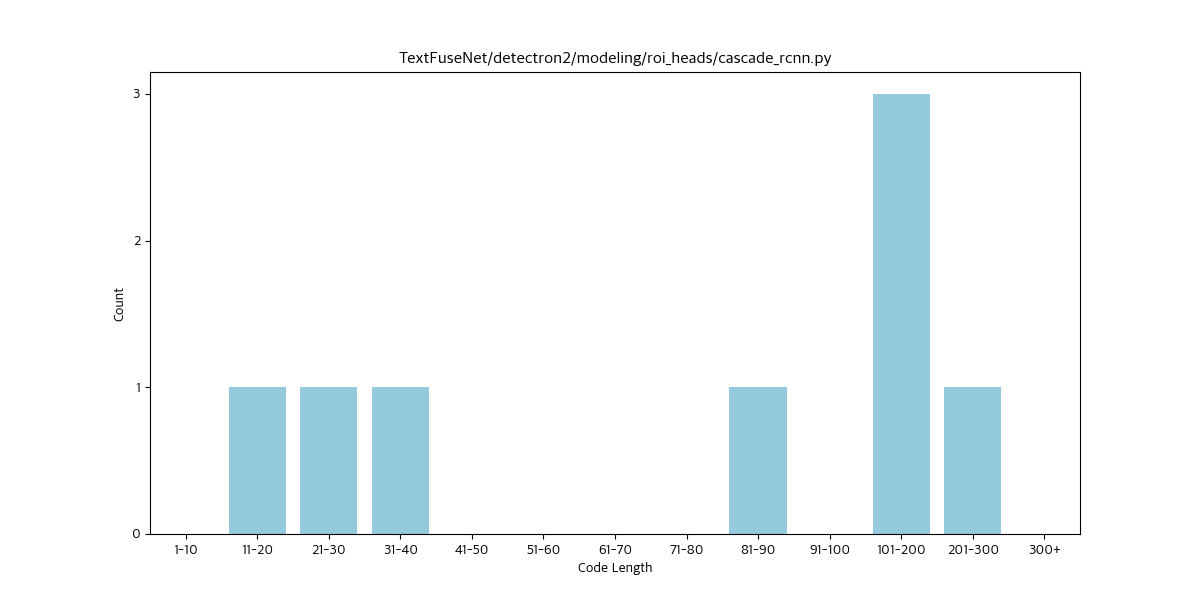 TextFuseNet/detectron2/modeling/roi_heads/cascade_rcnn.py
3
2
1
0
Count
1-10 11-20 21-30 31-40 41-50 51-60 61-70 71-80 81-90 91-100 101-200 201-300 300+
Code Length